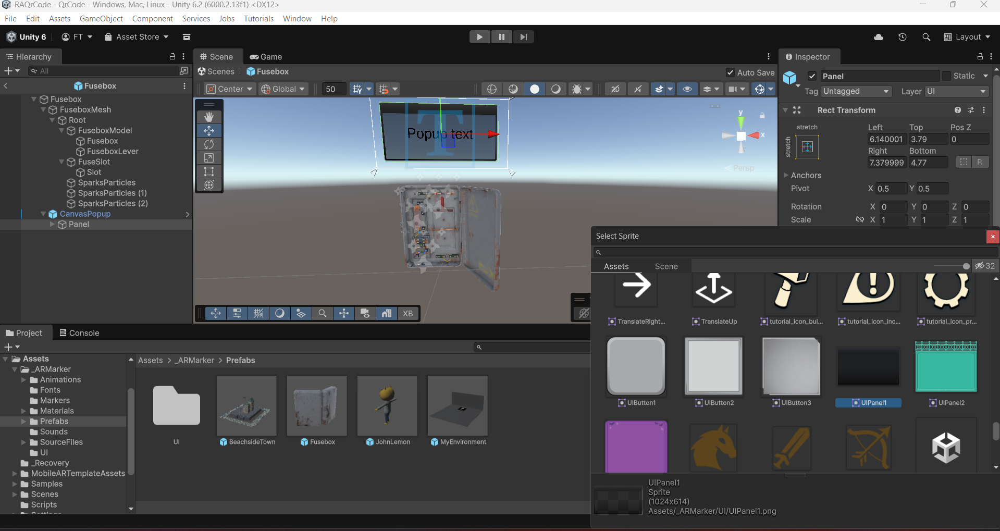 RAQrCode - QrCode - Windows, Mac, Linux - Unity 6.2 (6000.2.13f1) <DX12>
File Edit Assets GameObject Component Services Jobs Tutorials Window Help
Unity 6 FT Asset Store Layout
Hierarchy
All
Fusebox
Fusebox
FuseboxMesh
Root
FuseboxModel
Fusebox
FuseboxLever
FuseSlot
Slot
SparksParticles
SparksParticles (1)
SparksParticles (2)
CanvasPopup
Panel
Scene Game
Scenes Fusebox Auto Save
Center Global 50
Popup text
y
x
Persp
XB
Inspector
Panel Static
Tag Untagged Layer UI
Rect Transform
stretch Left Top Pos Z
stretch 6.140001 3.79 0
Right Bottom
7.379999 4.77 R
Anchors
Pivot X 0.5 Y 0.5
Rotation X 0 Y 0 Z 0
Scale X 1 Y 1 Z 1
Project Console
Assets
_ARMarker
Animations
Fonts
Markers
Materials
Prefabs
Sounds
SourceFiles
UI
_Recovery
MobileARTemplateAssets
Samples
Scenes
Scripts
Assets > _ARMarker > Prefabs
UI BeachsideTown Fusebox JohnLemon MyEnvironment
Select Sprite
Assets Scene 32
TranslateRight... TranslateUp tutorial_icon_bui... tutorial_icon_inc... tutorial_icon_pr...
UIButton1 UIButton2 UIButton3 UIPanel1 UIPanel2
UIPanel1
Sprite
(1024x614)
Assets/_ARMarker/UI/UIPanel1.png